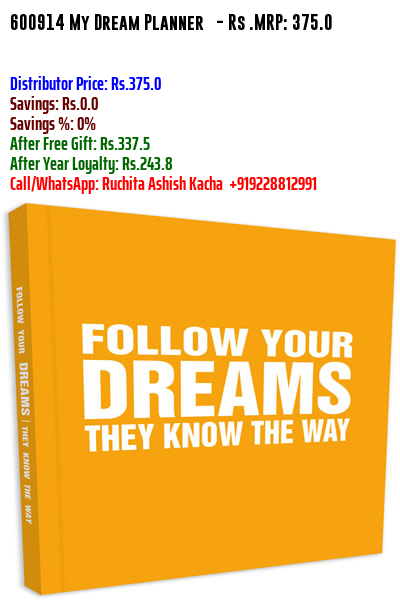 600914 My Dream Planner - Rs .MRP: 375.0
Distributor Price: Rs.375.0
Savings: Rs.0.0
Savings %: 0%
After Free Gift: Rs.337.5
After Year Loyalty: Rs.243.8
Call/WhatsApp: Ruchita Ashish Kacha +919228812991
FOLLOW YOUR DREAMS | THEY KNOW THE WAY
FOLLOW YOUR
DREAMS
THEY KNOW THE WAY